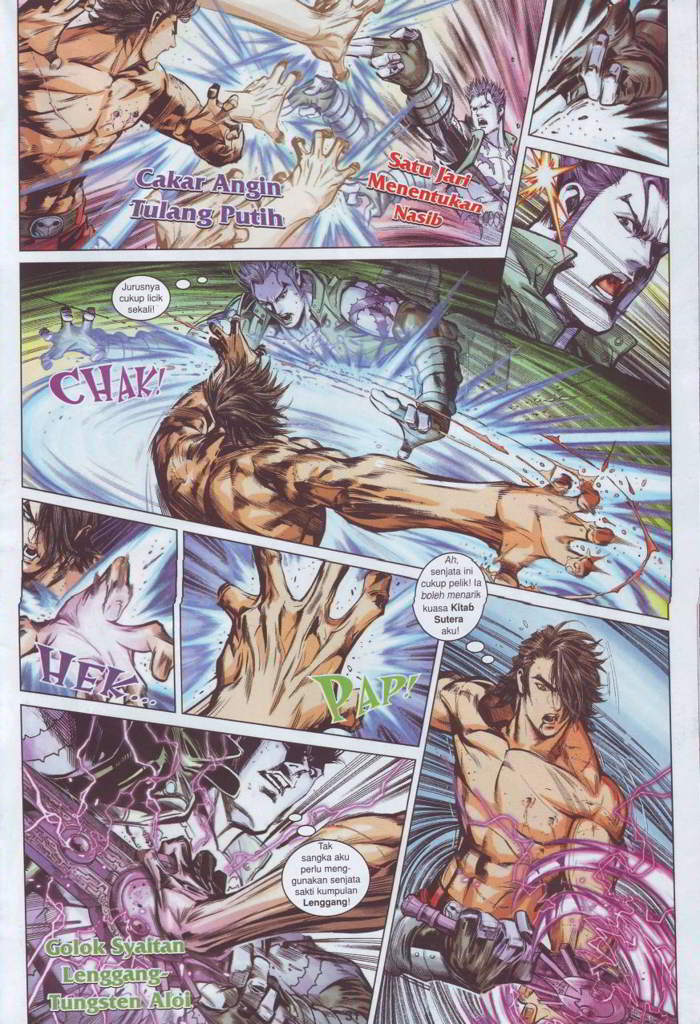 Cakar Angin
Tulang Putih
Satu Jari
Menentukan
Nasib
Jurusnya
cukup licik
sekali!
CHAK!
HEK...
PAP!
Ah,
senjata ini
cukup pelik! Ia
boleh menarik
kuasa Kitab
Sutera
aku!
Tak
sangka aku
perlu meng-
gunakan senjata
sakti kumpulan
Lenggang!
Golok Syaitan
Lenggang-
Tungsten Aloi